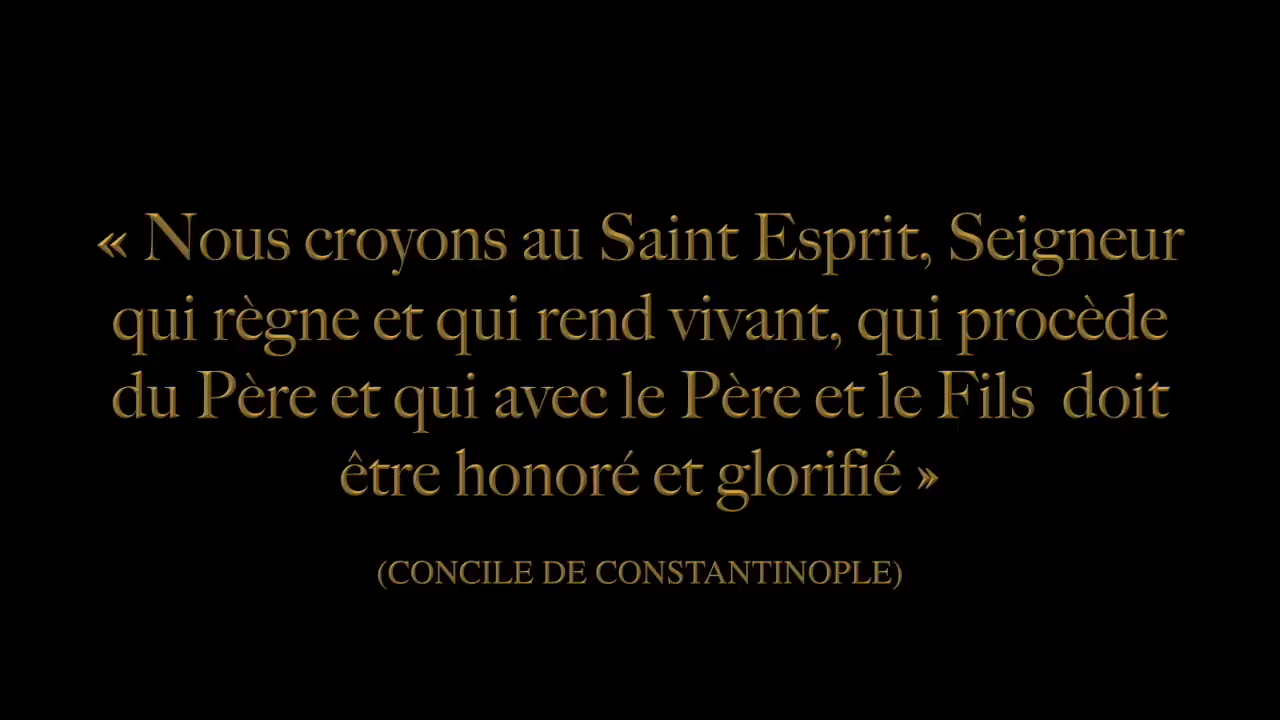 « Nous croyons au Saint Esprit, Seigneur
qui règne et qui rend vivant, qui procède
du Père et qui avec le Père et le Fils  doit
être honoré et glorifié »
(CONCILE DE CONSTANTINOPLE)